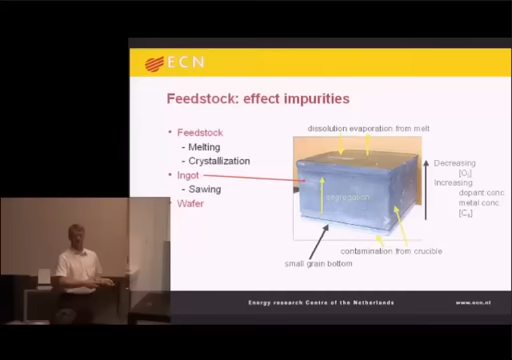 ECN
Feedstock: effect impurities
• Feedstock
- Melting
- Crystallization
• Ingot
- Sawing
• Wafer
dissolution evaporation from melt
segregation
Decreasing
[Oᵢ]
Increasing
dopant conc
metal conc.
[Cₛ]
contamination from crucible
small grain bottom
Energy research Centre of the Netherlands
www.ecn.nl